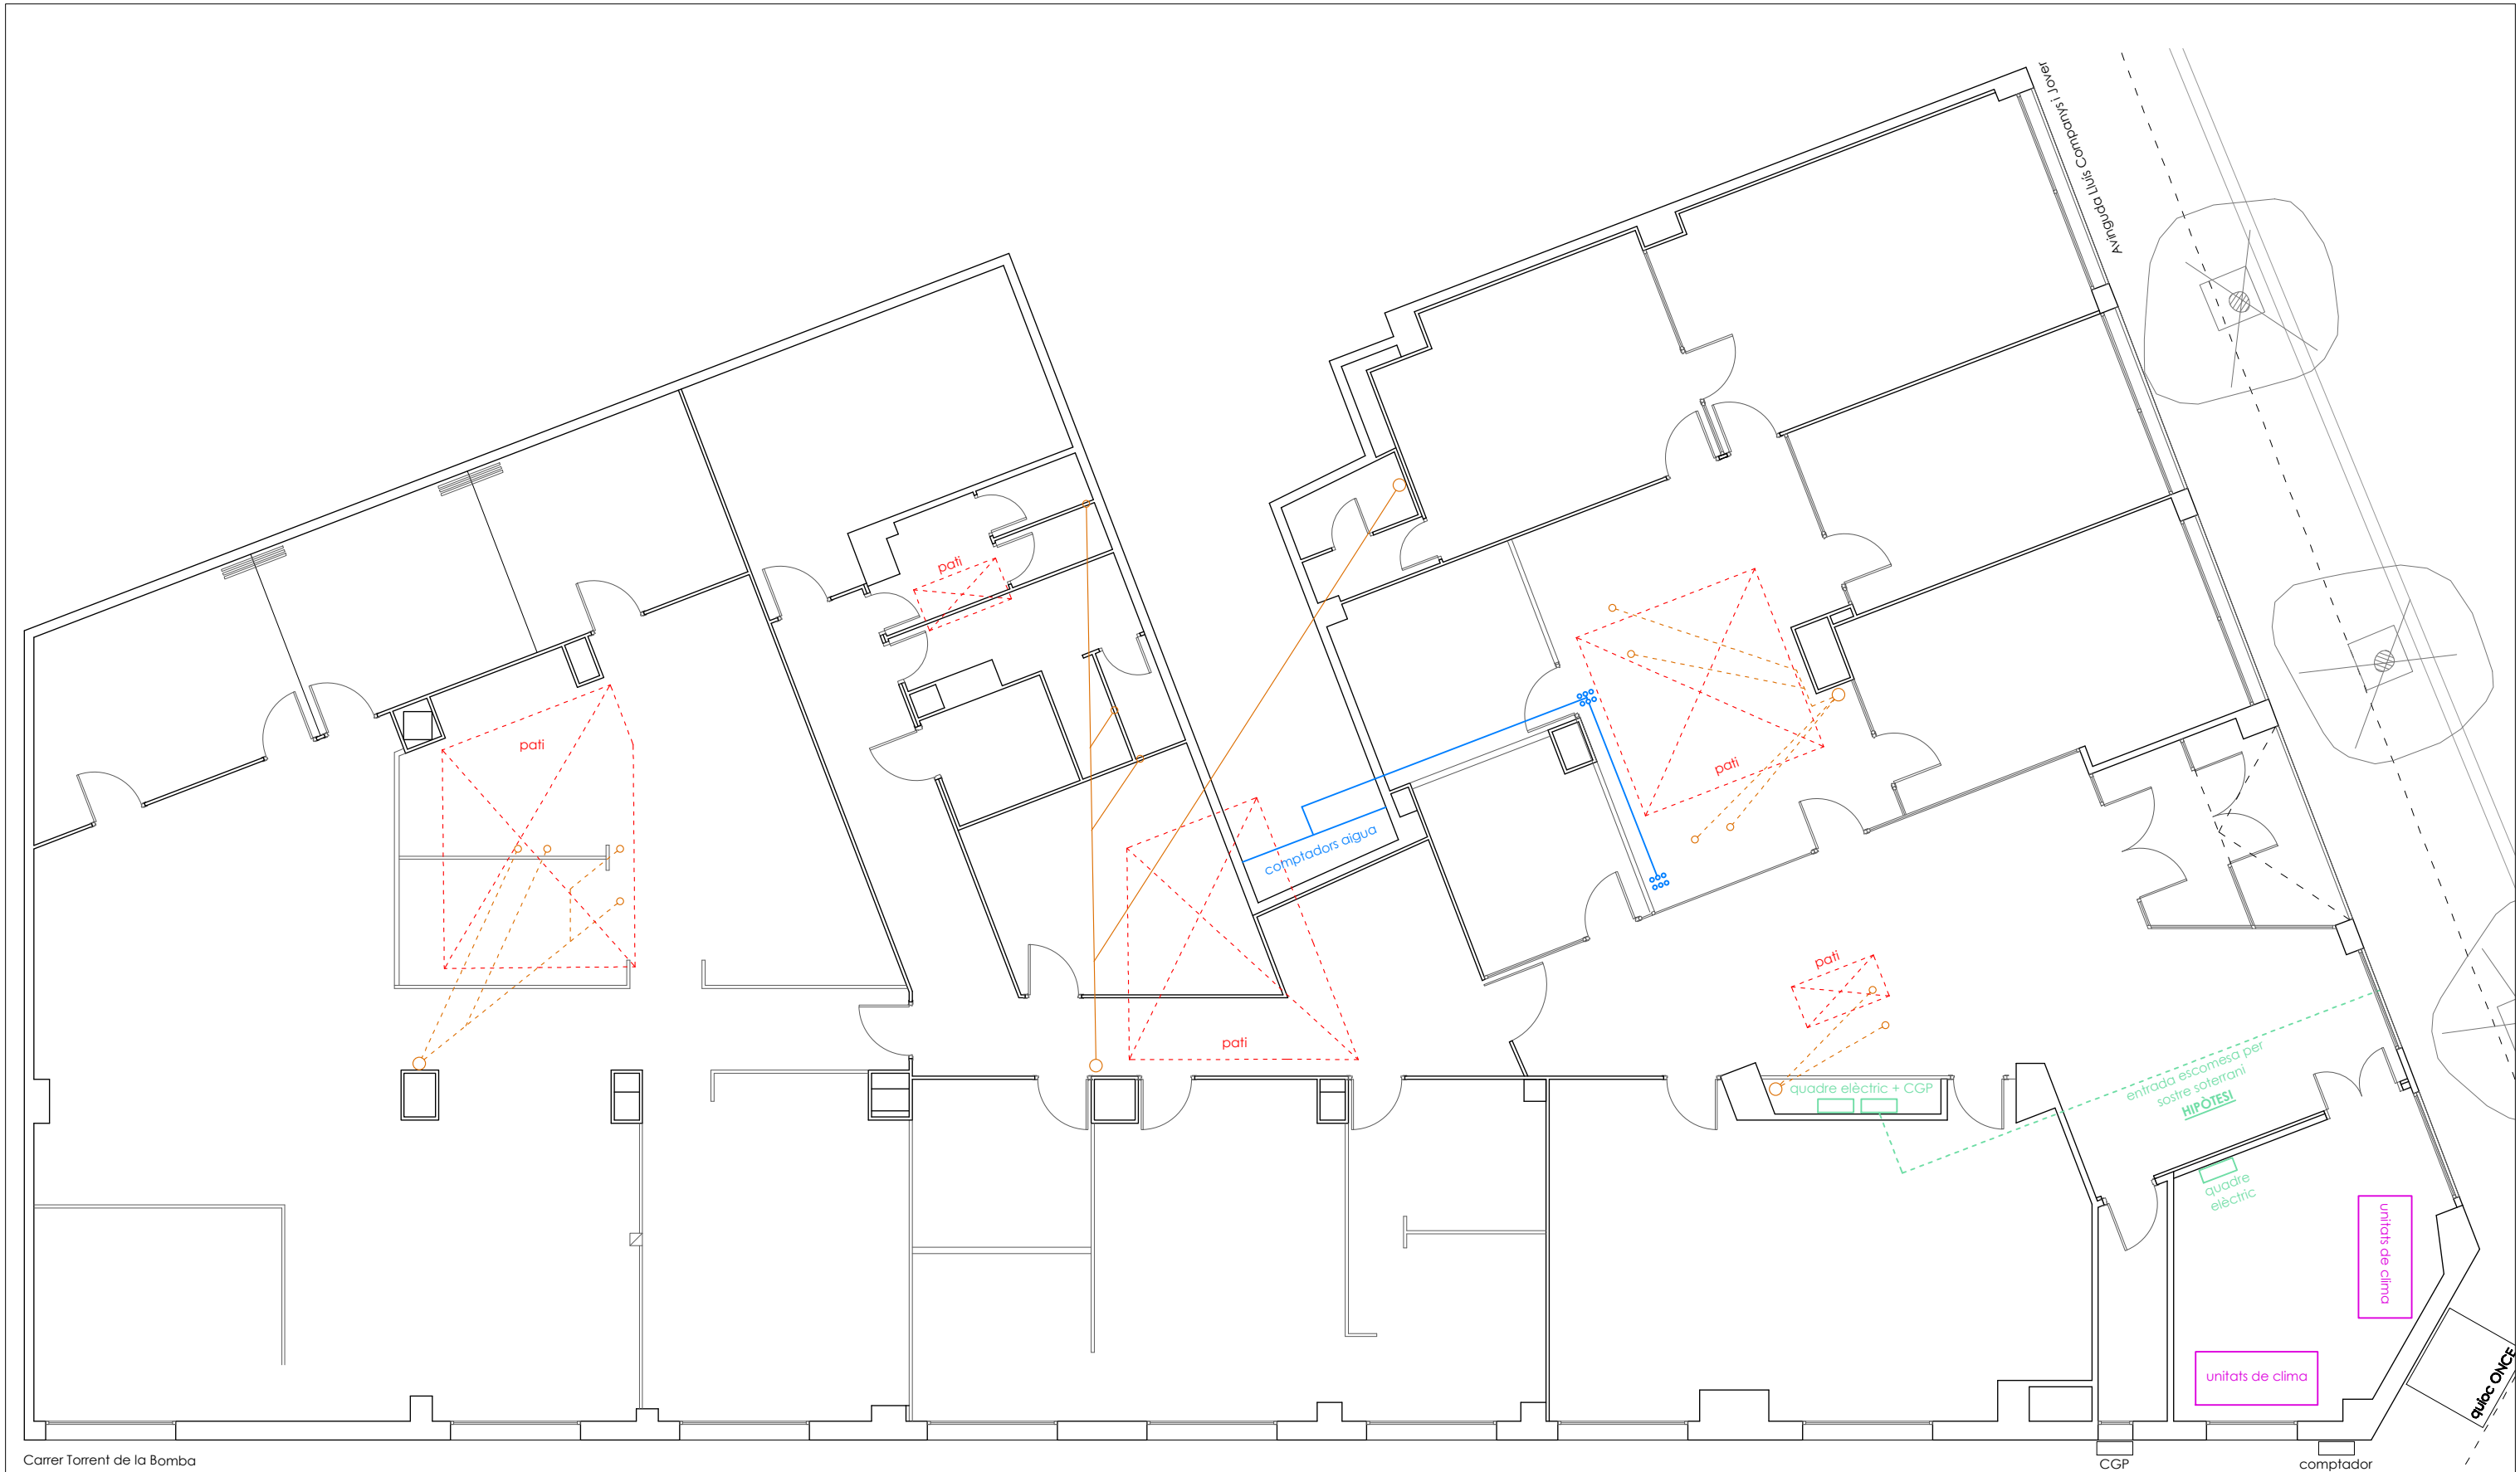 Avinguda Lluís Companys i Jover
pati
pati
pati
comptadors aigua
pati
pati
quadre elèctric + CGP
entrada escomesa per
sostre soterrani
HIPÒTESI
quadre
elèctric
unitats de clima
unitats de clima
quioc ONCE
Carrer Torrent de la Bomba
CGP
comptador